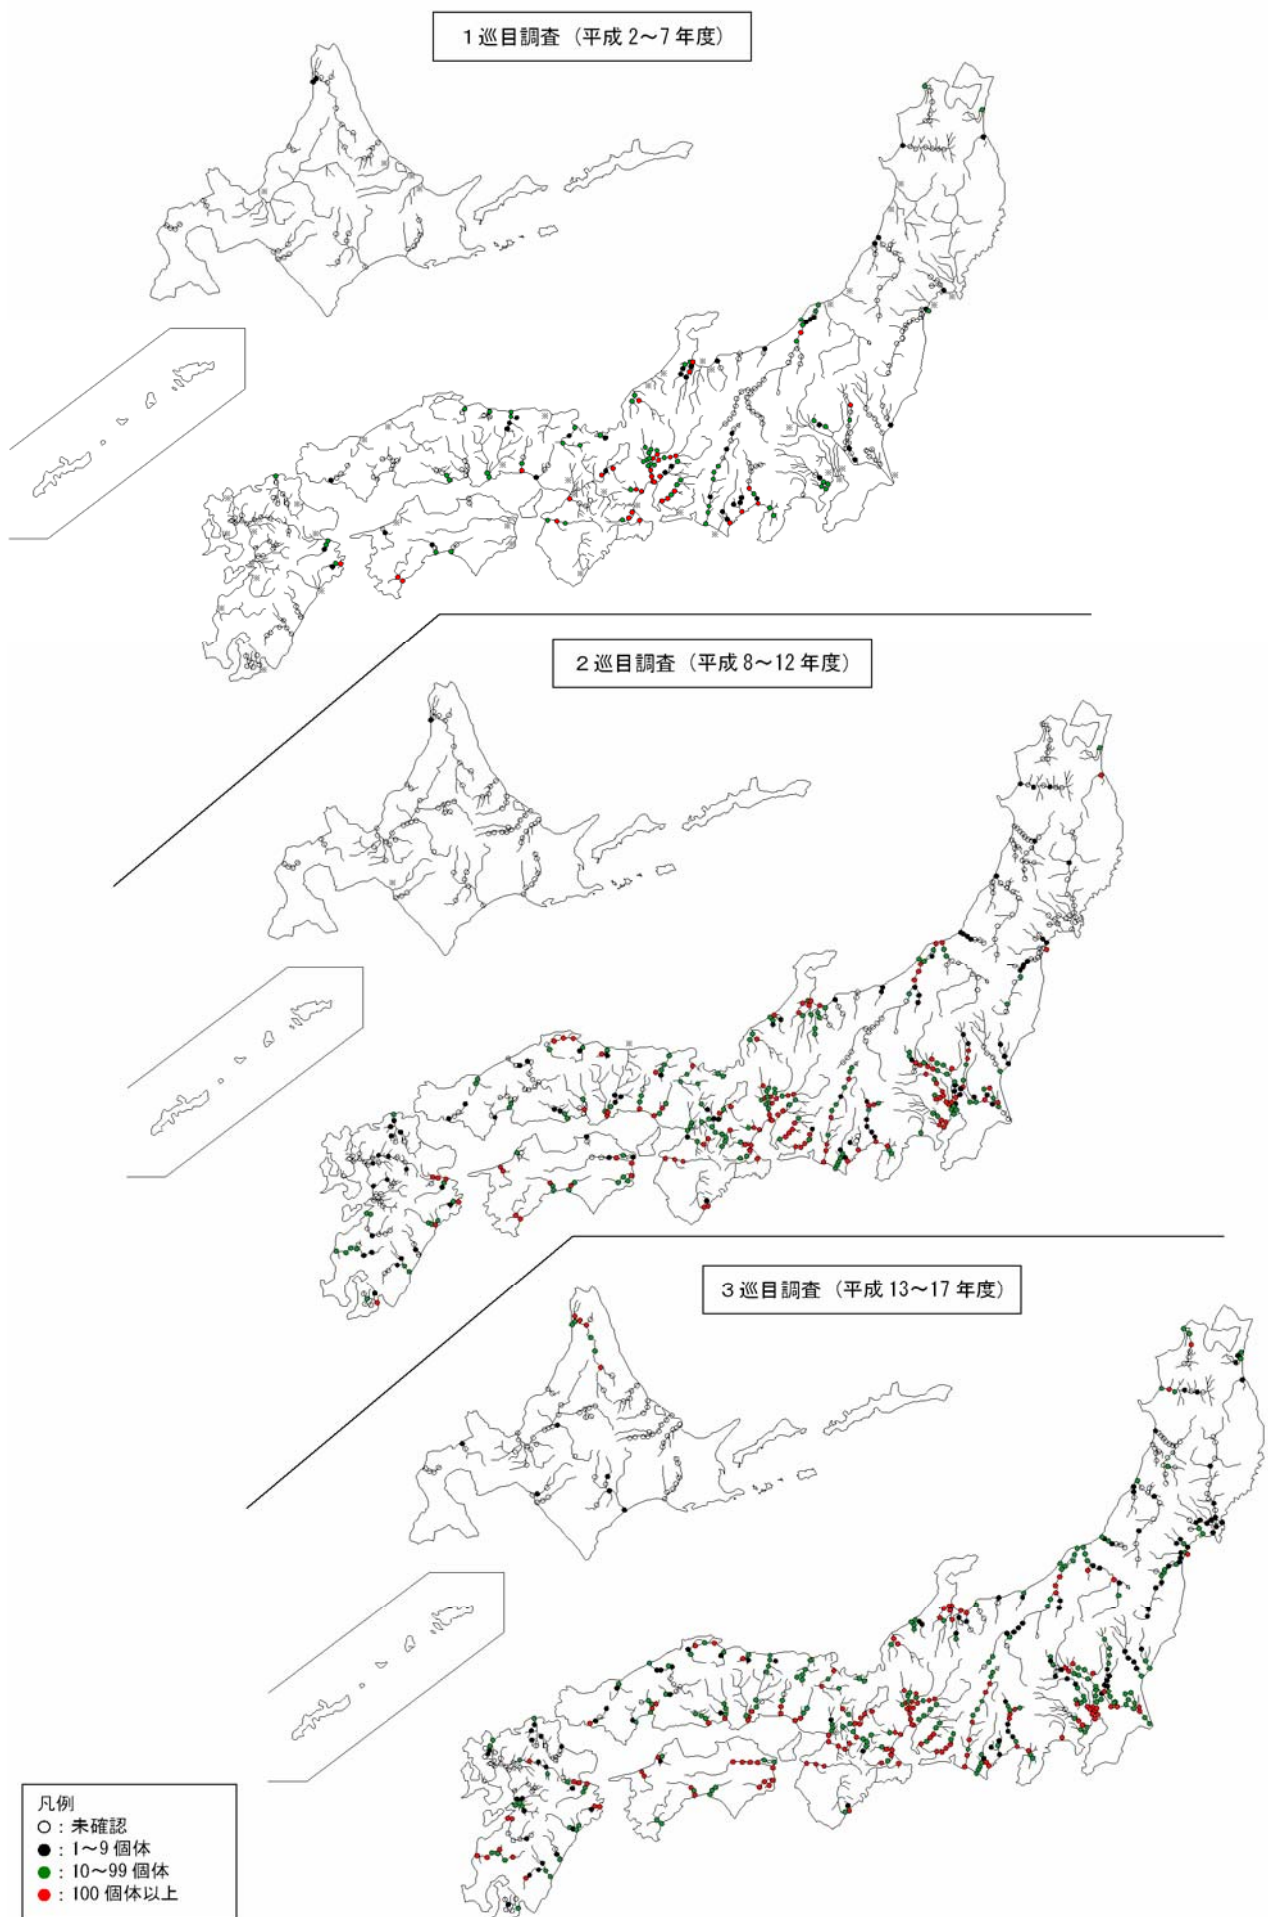 1巡目調査（平成2～7年度）
2巡目調査（平成8～12年度）
3巡目調査（平成13～17年度）
凡例
○：未確認
●：1～9個体
●：10～99個体
●：100個体以上